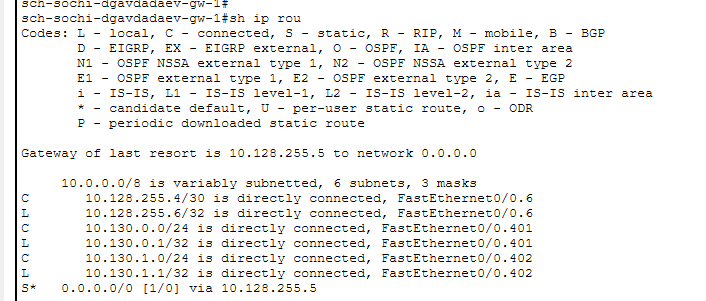 sch-sochi-dgavdadaev-gw-1#
sch-sochi-dgavdadaev-gw-1#sh ip rou
Codes: L - local, C - connected, S - static, R - RIP, M - mobile, B - BGP
       D - EIGRP, EX - EIGRP external, O - OSPF, IA - OSPF inter area
       N1 - OSPF NSSA external type 1, N2 - OSPF NSSA external type 2
       E1 - OSPF external type 1, E2 - OSPF external type 2, E - EGP
       i - IS-IS, L1 - IS-IS level-1, L2 - IS-IS level-2, ia - IS-IS inter area
       * - candidate default, U - per-user static route, o - ODR
       P - periodic downloaded static route
Gateway of last resort is 10.128.255.5 to network 0.0.0.0
     10.0.0.0/8 is variably subnetted, 6 subnets, 3 masks
C       10.128.255.4/30 is directly connected, FastEthernet0/0.6
L       10.128.255.6/32 is directly connected, FastEthernet0/0.6
C       10.130.0.0/24 is directly connected, FastEthernet0/0.401
L       10.130.0.1/32 is directly connected, FastEthernet0/0.401
C       10.130.1.0/24 is directly connected, FastEthernet0/0.402
L       10.130.1.1/32 is directly connected, FastEthernet0/0.402
S*   0.0.0.0/0 [1/0] via 10.128.255.5